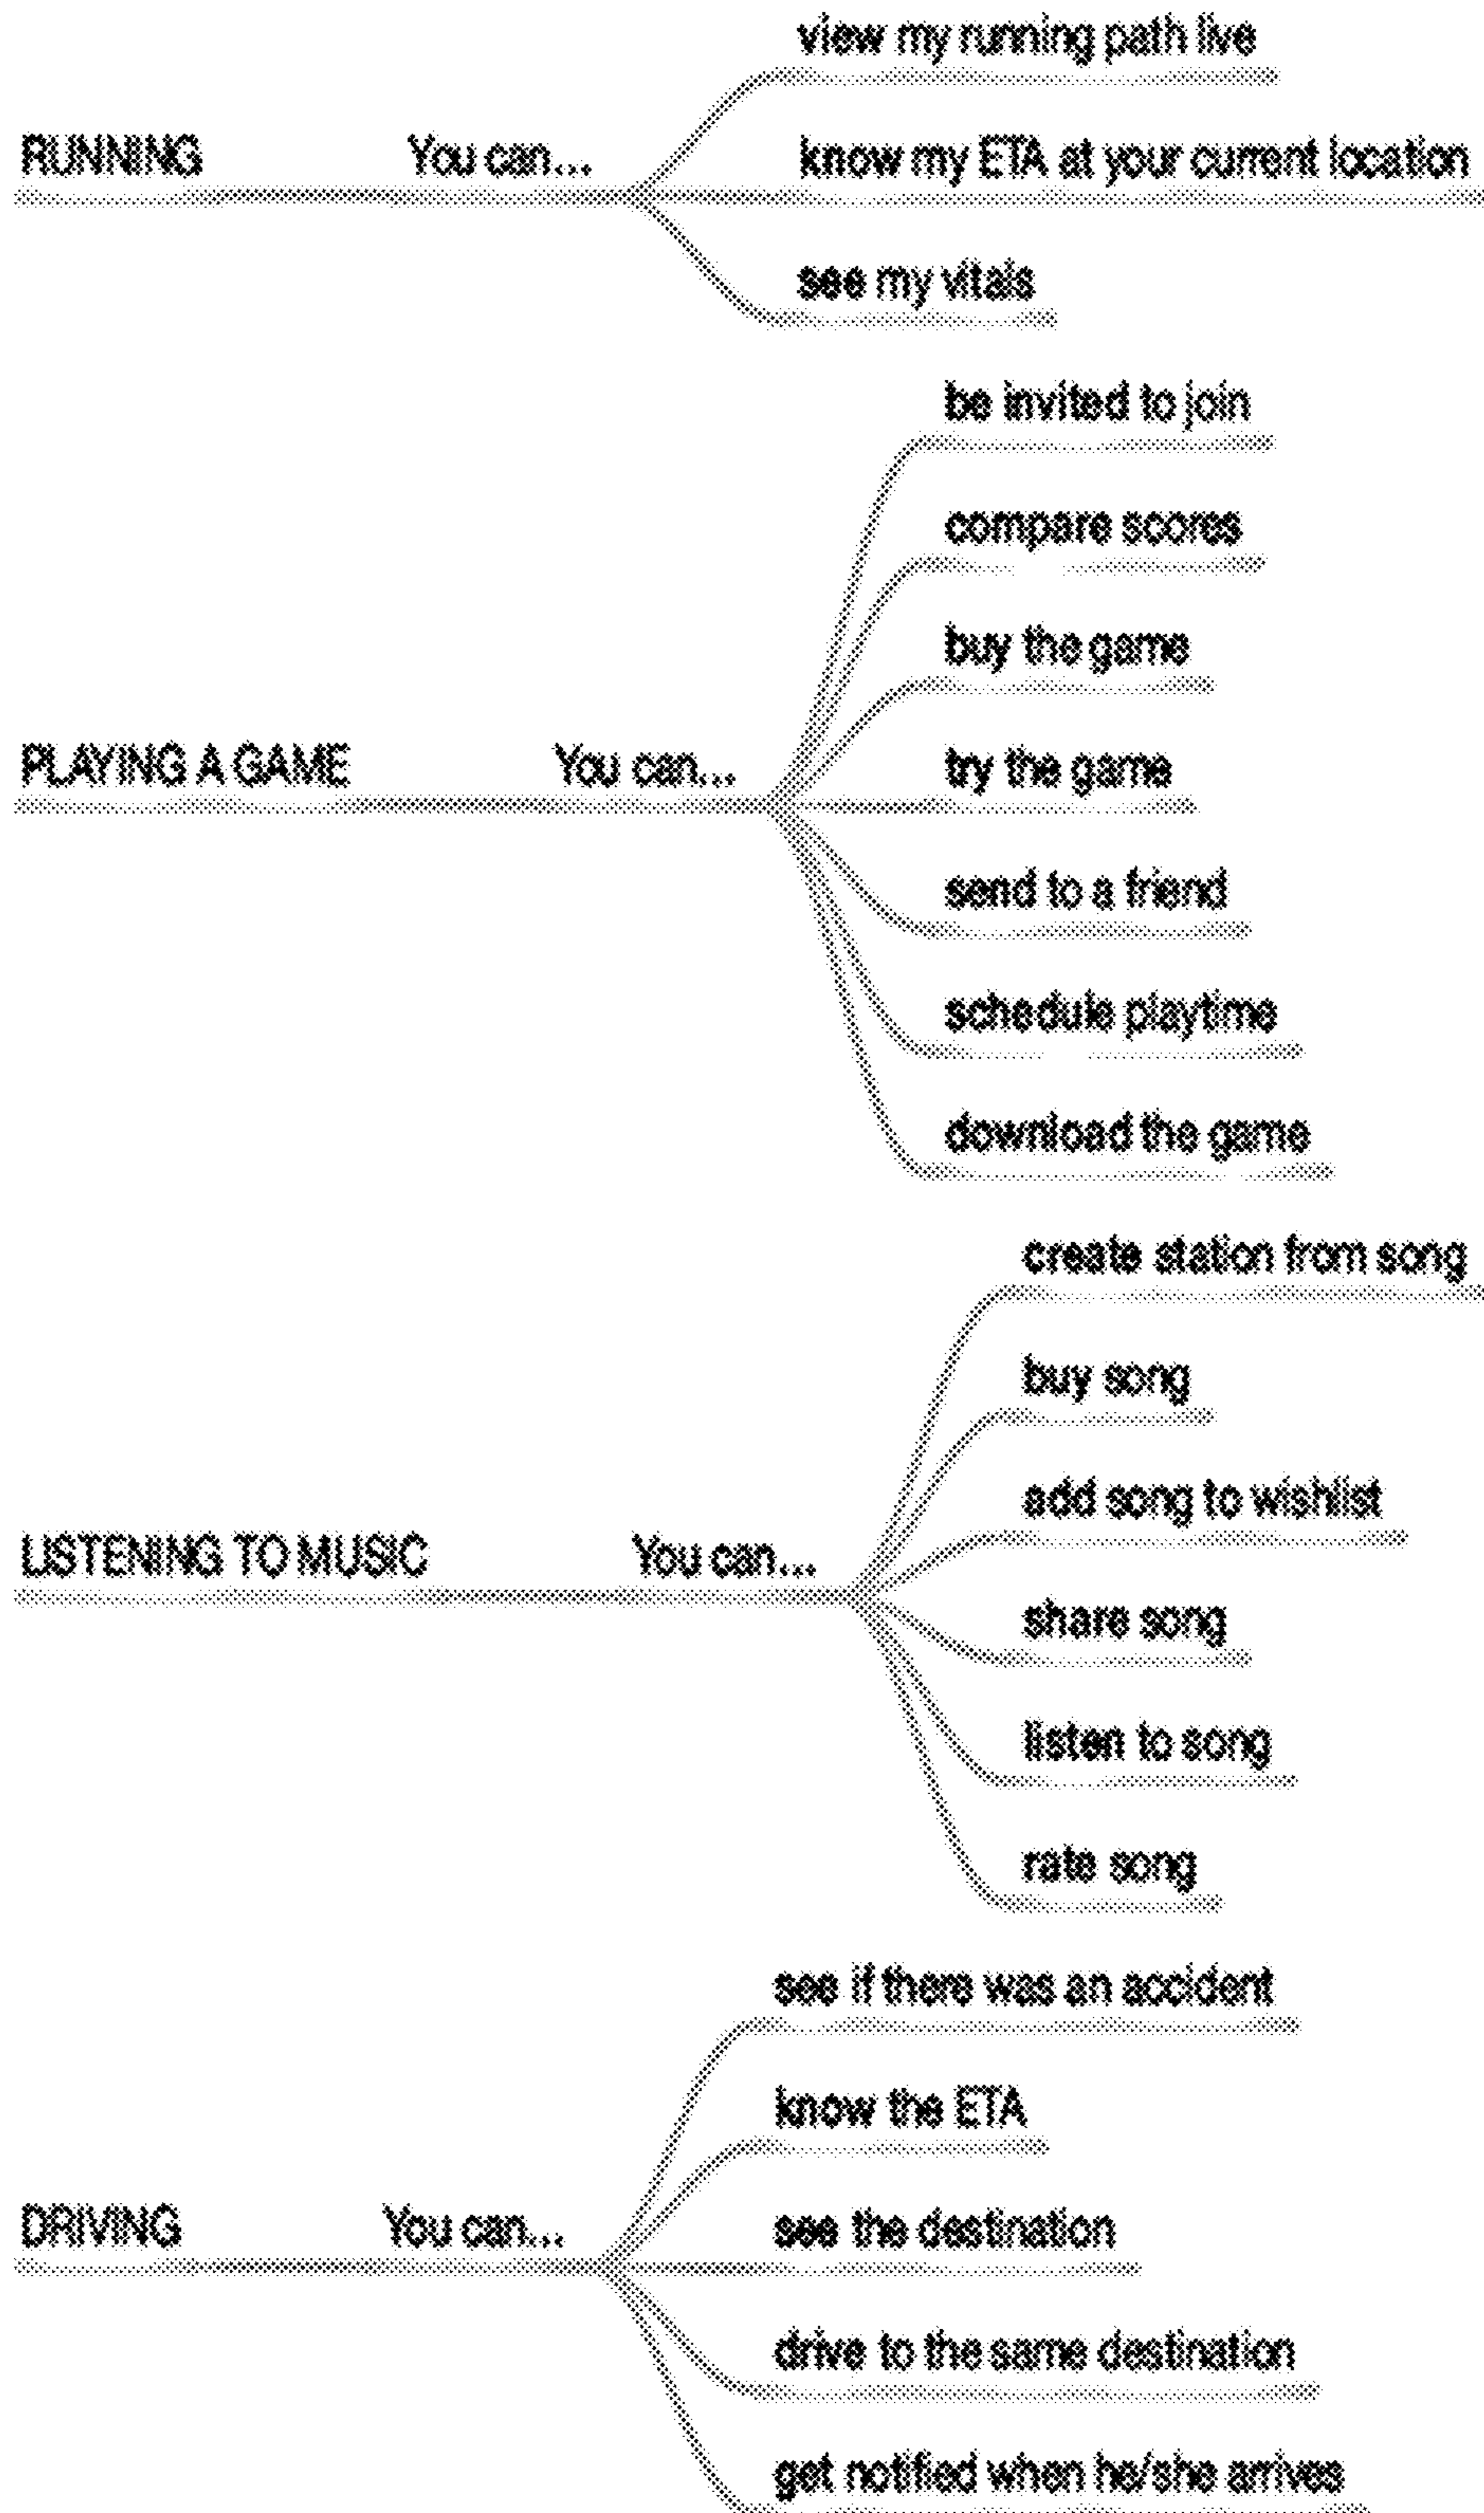 view my running path live
RUNNING You can...
know my ETA at your current location
see my vitals
be invited to join
compare scores
buy the game
PLAYING A GAME You can...
try the game
send to a friend
schedule playtime
download the game
create station from song
buy song
add song to wishlist
LISTENING TO MUSIC You can...
share song
listen to song
rate song
see if there was an accident
know the ETA
DRIVING You can...
see the destination
drive to the same destination
get notified when he/she arrives